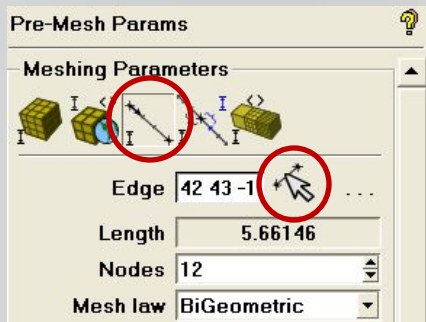 Pre-Mesh Params
Meshing Parameters
Edge 42 43 -1 ...
Length 5.66146
Nodes 12
Mesh law BiGeometric